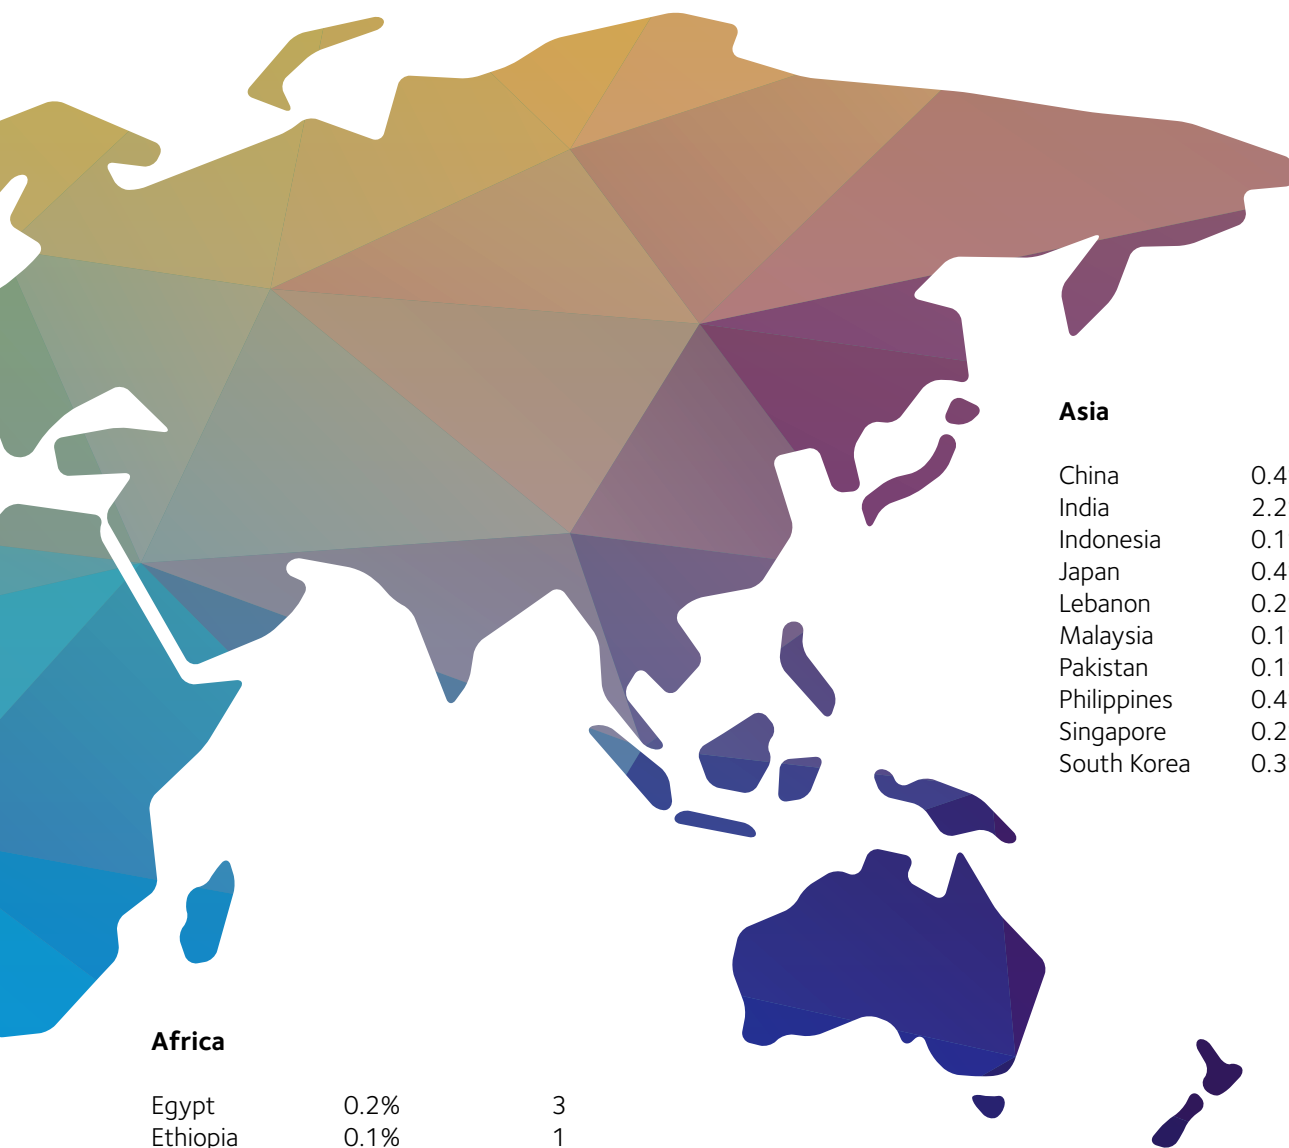 Asia
China 0.4
India 2.2
Indonesia 0.1
Japan 0.4
Lebanon 0.2
Malaysia 0.1
Pakistan 0.1
Philippines 0.4
Singapore 0.2
South Korea 0.3
Africa
Egypt 0.2% 3
Ethiopia 0.1% 1